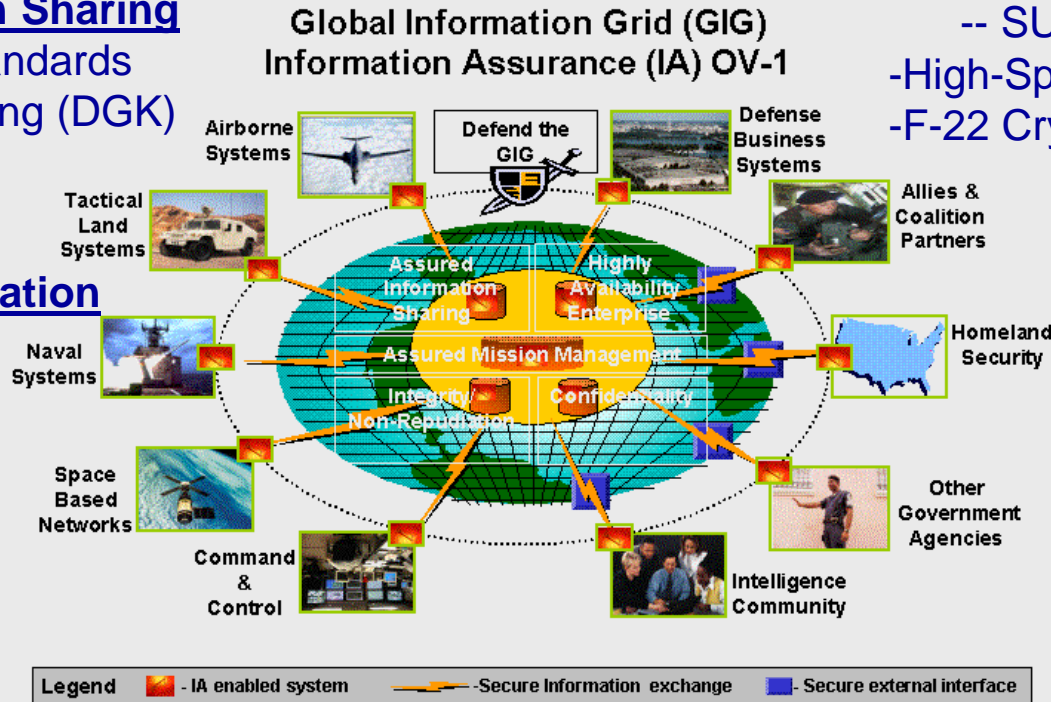 n Sharing
andards
ng (DGK)
ation
Global Information Grid (GIG)
Information Assurance (IA) OV-1
-- SU
-High-Sp
-F-22 Cry
Defend the
GIG
Airborne
Systems
Defense
Business
Systems
Tactical
Land
Systems
Allies &
Coalition
Partners
Naval
Systems
Homeland
Security
Space
Based
Networks
Other
Government
Agencies
Command
&
Control
Intelligence
Community
Assured
Information
Sharing
Highly
Availability
Enterprise
Assured Mission Management
Integrity/
Non-Repudiation
Confidentiality
Legend - IA enabled system -Secure Information exchange - Secure external interface